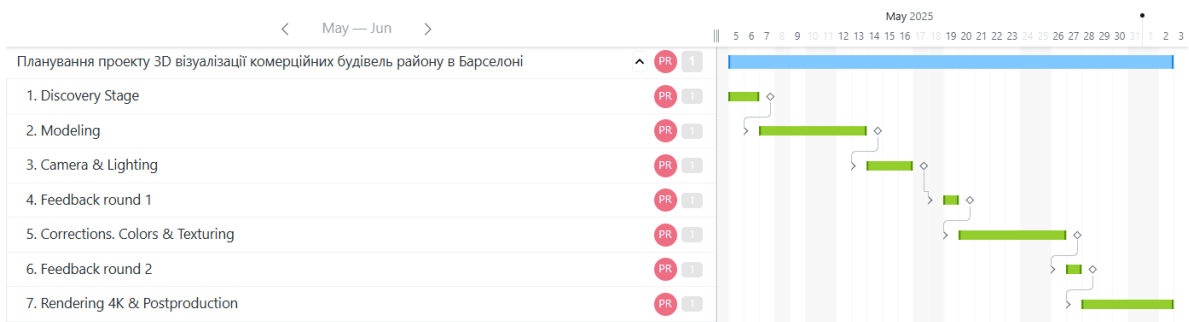 May 2025
May — Jun
5 6 7 8 9 10 11 12 13 14 15 16 17 18 19 20 21 22 23 24 25 26 27 28 29 30 31 1 2 3
Планування проекту 3D візуалізації комерційних будівель району в Барселоні PR 1
1. Discovery Stage PR 1
2. Modeling PR 1
3. Camera & Lighting PR 1
4. Feedback round 1 PR 1
5. Corrections. Colors & Texturing PR 1
6. Feedback round 2 PR 1
7. Rendering 4K & Postproduction PR 1